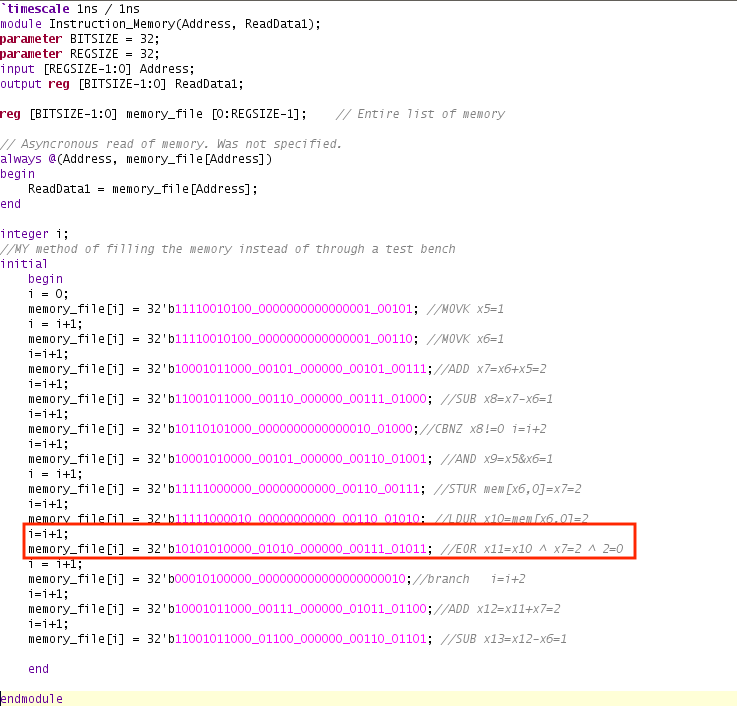 `timescale 1ns / 1ns
module Instruction_Memory(Address, ReadData1);
parameter BITSIZE = 32;
parameter REGSIZE = 32;
input [REGSIZE-1:0] Address;
output reg [BITSIZE-1:0] ReadData1;
reg [BITSIZE-1:0] memory_file [0:REGSIZE-1];    // Entire list of memory
// Asyncronous read of memory. Was not specified.
always @(Address, memory_file[Address])
begin
    ReadData1 = memory_file[Address];
end
integer i;
//MY method of filling the memory instead of through a test bench
initial
    begin
    i = 0;
    memory_file[i] = 32'b11110010100_0000000000000001_00101; //MOVK x5=1
    i = i+1;
    memory_file[i] = 32'b11110010100_0000000000000001_00110; //MOVK x6=1
    i=i+1;
    memory_file[i] = 32'b10001011000_00101_000000_00101_00111;//ADD x7=x6+x5=2
    i=i+1;
    memory_file[i] = 32'b11001011000_00110_000000_00111_01000; //SUB x8=x7-x6=1
    i=i+1;
    memory_file[i] = 32'b10110101000_0000000000000010_01000;//CBNZ x8!=0 i=i+2
    i=i+1;
    memory_file[i] = 32'b10001010000_00101_000000_00110_01001; //AND x9=x5&x6=1
    i = i+1;
    memory_file[i] = 32'b11111000000_00000000000_00110_00111; //STUR mem[x6,0]=x7=2
    i=i+1;
    memory_file[i] = 32'b11111000010_00000000000_00110_01010; //LDUR x10=mem[x6,0]=2
    i=i+1;
    memory_file[i] = 32'b10101010000_01010_000000_00111_01011; //EOR x11=x10 ^ x7=2 ^ 2=0
    i = i+1;
    memory_file[i] = 32'b00010100000_000000000000000000010;//branch   i=i+2
    i=i+1;
    memory_file[i] = 32'b10001011000_00111_000000_01011_01100;//ADD x12=x11+x7=2
    i=i+1;
    memory_file[i] = 32'b11001011000_01100_000000_00110_01101; //SUB x13=x12-x6=1
    end
endmodule